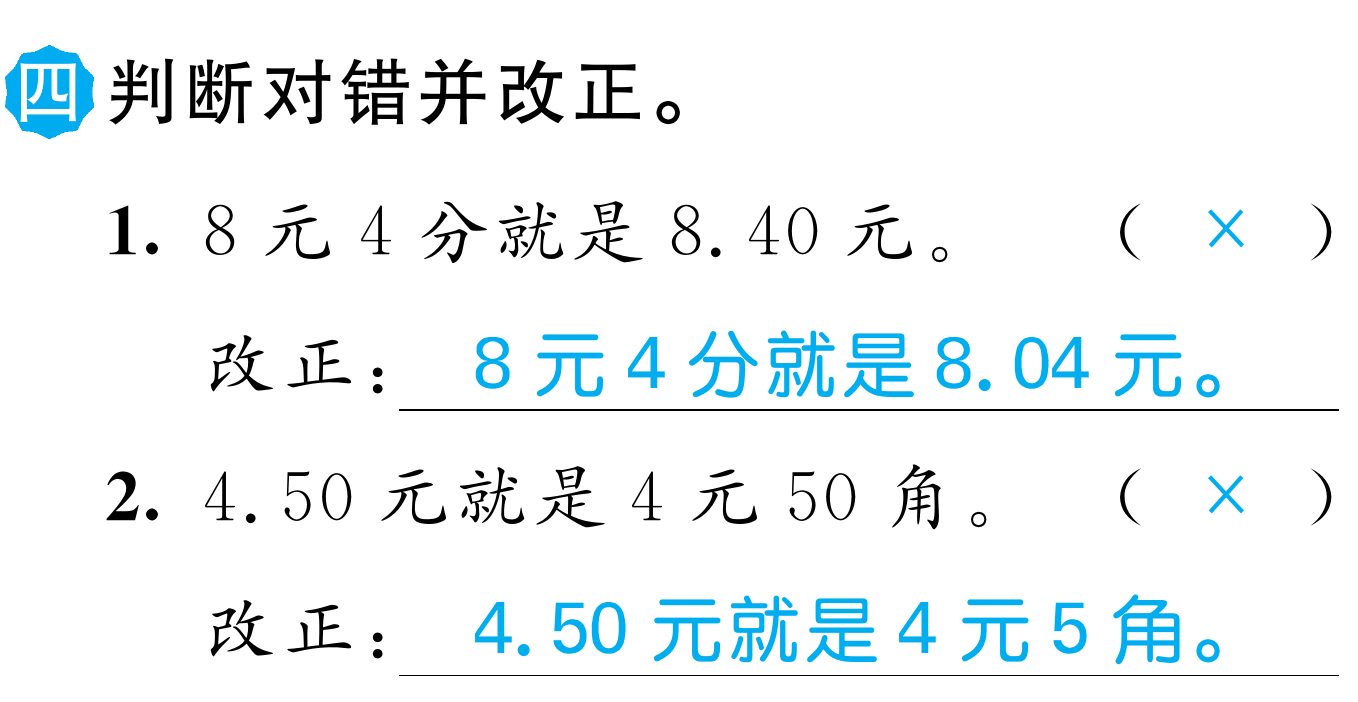 四 判断对错并改正。
1. 8 元 4 分就是 8.40 元。 ( × )
改正: 8 元 4 分就是 8.04 元。
2. 4.50 元就是 4 元 50 角。 ( × )
改正: 4.50 元就是 4 元 5 角。